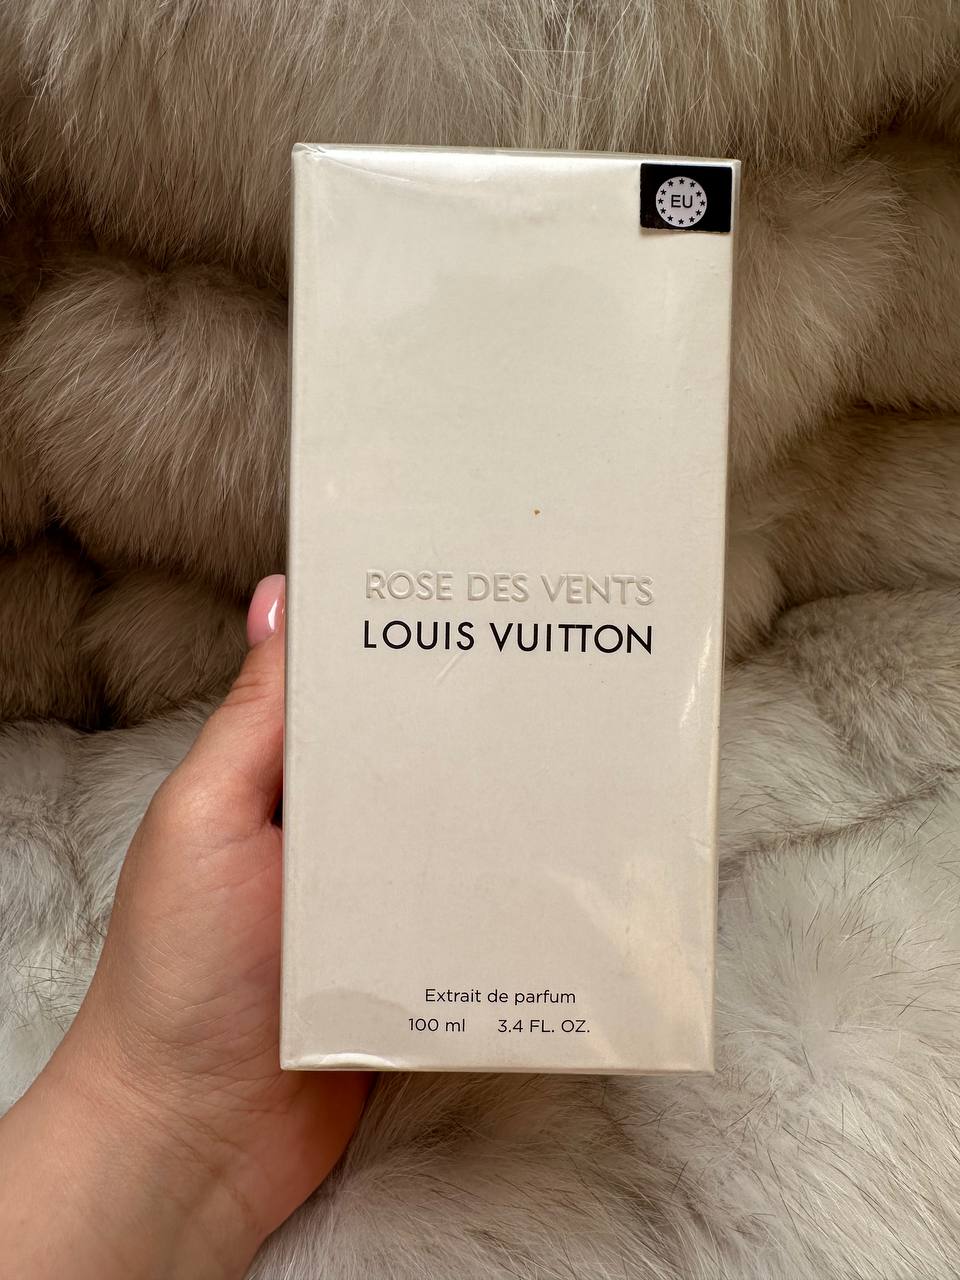 EU
ROSE DES VENTS
LOUIS VUITTON
Extrait de parfum
100 ml 3.4 FL. OZ.